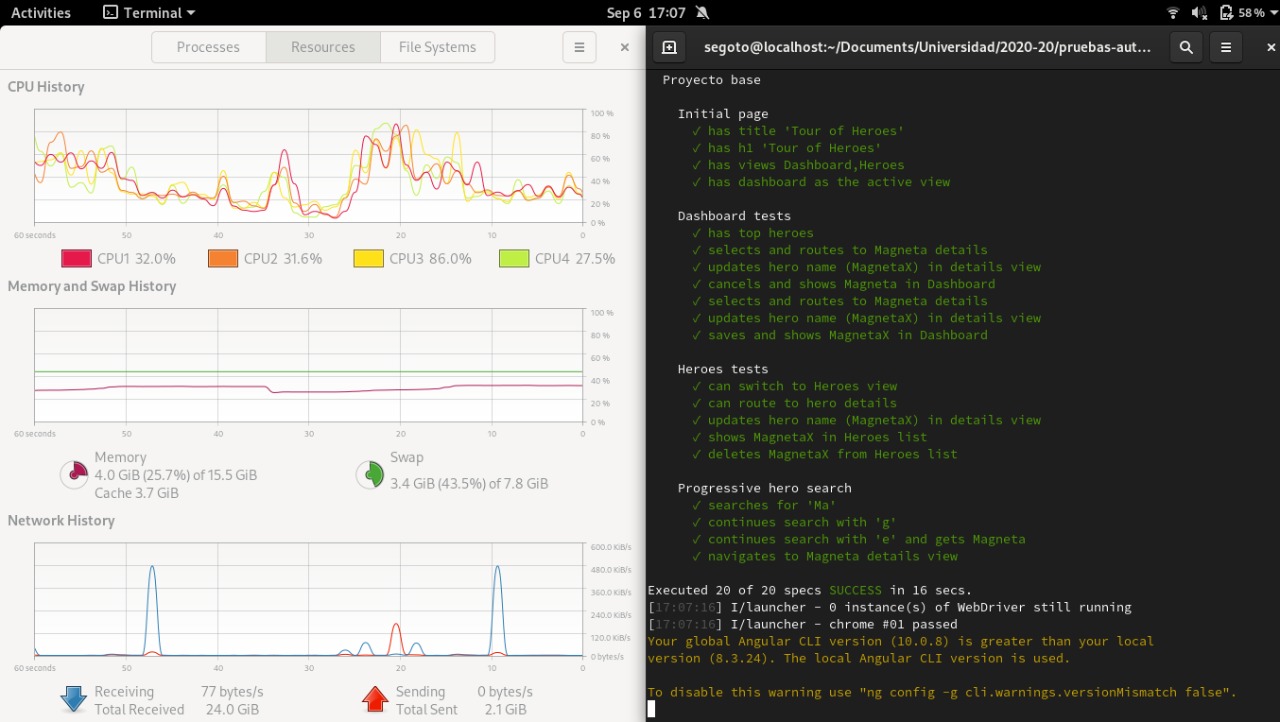 Activities
Terminal
Sep 6 17:07
58 %
Processes
Resources
File Systems
CPU History
100 %
80 %
60 %
40 %
20 %
0 %
60 seconds
50
40
30
20
10
0
CPU1 32.0%
CPU2 31.6%
CPU3 86.0%
CPU4 27.5%
Memory and Swap History
100 %
80 %
60 %
40 %
20 %
0 %
60 seconds
50
40
30
20
10
0
Memory
4.0 GiB (25.7%) of 15.5 GiB
Cache 3.7 GiB
Swap
3.4 GiB (43.5%) of 7.8 GiB
Network History
600.0 KiB/s
480.0 KiB/s
360.0 KiB/s
240.0 KiB/s
120.0 KiB/s
0 bytes/s
60 seconds
50
40
30
20
10
0
Receiving 77 bytes/s
Total Received 24.0 GiB
Sending 0 bytes/s
Total Sent 2.1 GiB
segoto@localhost:~/Documents/Universidad/2020-20/pruebas-aut...
Proyecto base
Initial page
✓ has title 'Tour of Heroes'
✓ has h1 'Tour of Heroes'
✓ has views Dashboard,Heroes
✓ has dashboard as the active view
Dashboard tests
✓ has top heroes
✓ selects and routes to Magneta details
✓ updates hero name (MagnetaX) in details view
✓ cancels and shows Magneta in Dashboard
✓ selects and routes to Magneta details
✓ updates hero name (MagnetaX) in details view
✓ saves and shows MagnetaX in Dashboard
Heroes tests
✓ can switch to Heroes view
✓ can route to hero details
✓ updates hero name (MagnetaX) in details view
✓ shows MagnetaX in Heroes list
✓ deletes MagnetaX from Heroes list
Progressive hero search
✓ searches for 'Ma'
✓ continues search with 'g'
✓ continues search with 'e' and gets Magneta
✓ navigates to Magneta details view
Executed 20 of 20 specs SUCCESS in 16 secs.
[17:07:16] I/launcher - 0 instance(s) of WebDriver still running
[17:07:16] I/launcher - chrome #01 passed
Your global Angular CLI version (10.0.8) is greater than your local
version (8.3.24). The local Angular CLI version is used.
To disable this warning use "ng config -g cli.warnings.versionMismatch false".